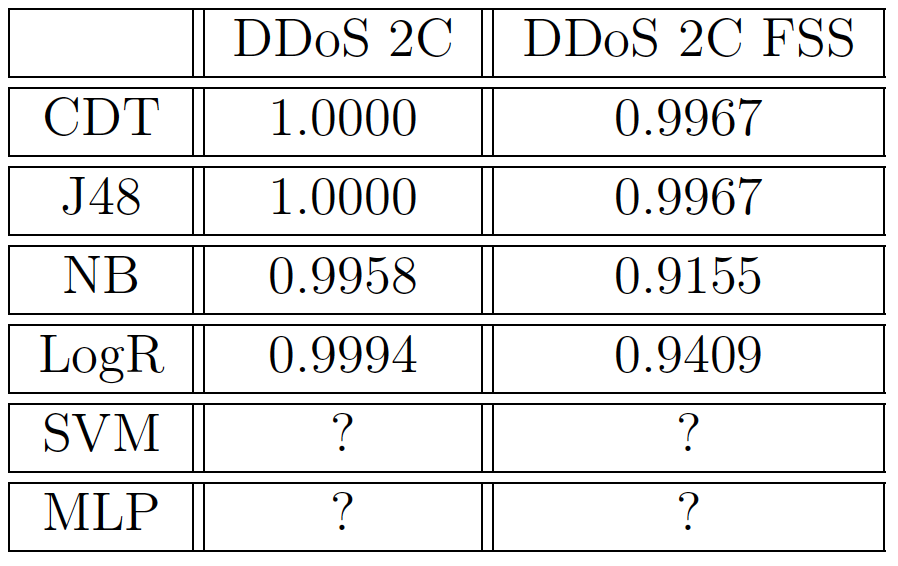 DDoS 2C DDoS 2C FSS
CDT 1.0000 0.9967
J48 1.0000 0.9967
NB 0.9958 0.9155
LogR 0.9994 0.9409
SVM ? ?
MLP ? ?